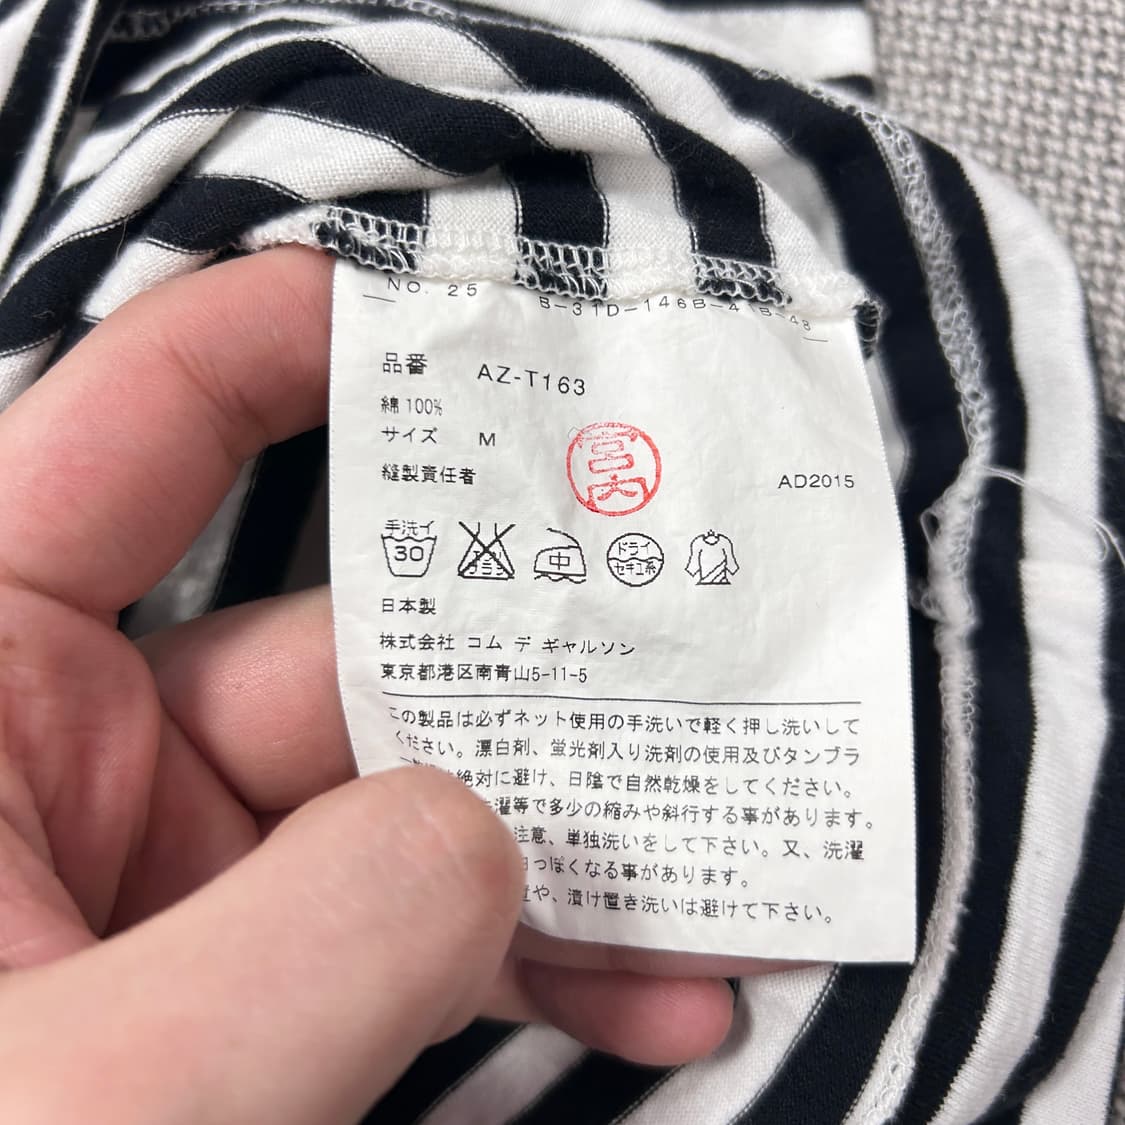 NO. 25 B-31D-146B-4 B-48
品番 AZ-T163
綿 100%
サイズ M
縫製責任者 宮内 AD2015
手洗イ 30 中 ドライ セキユ系
日本製
株式会社 コム デ ギャルソン
東京都港区南青山5-11-5
この製品は必ずネット使用の手洗いで軽く押し洗いして
ください。漂白剤、蛍光剤入り洗剤の使用及びタンブラ
絶対に避け、日陰で自然乾燥をしてください。
濯等で多少の縮みや斜行する事があります。
注意、単独洗いをして下さい。又、洗濯
っぽくなる事があります。
や、漬け置き洗いは避けて下さい。